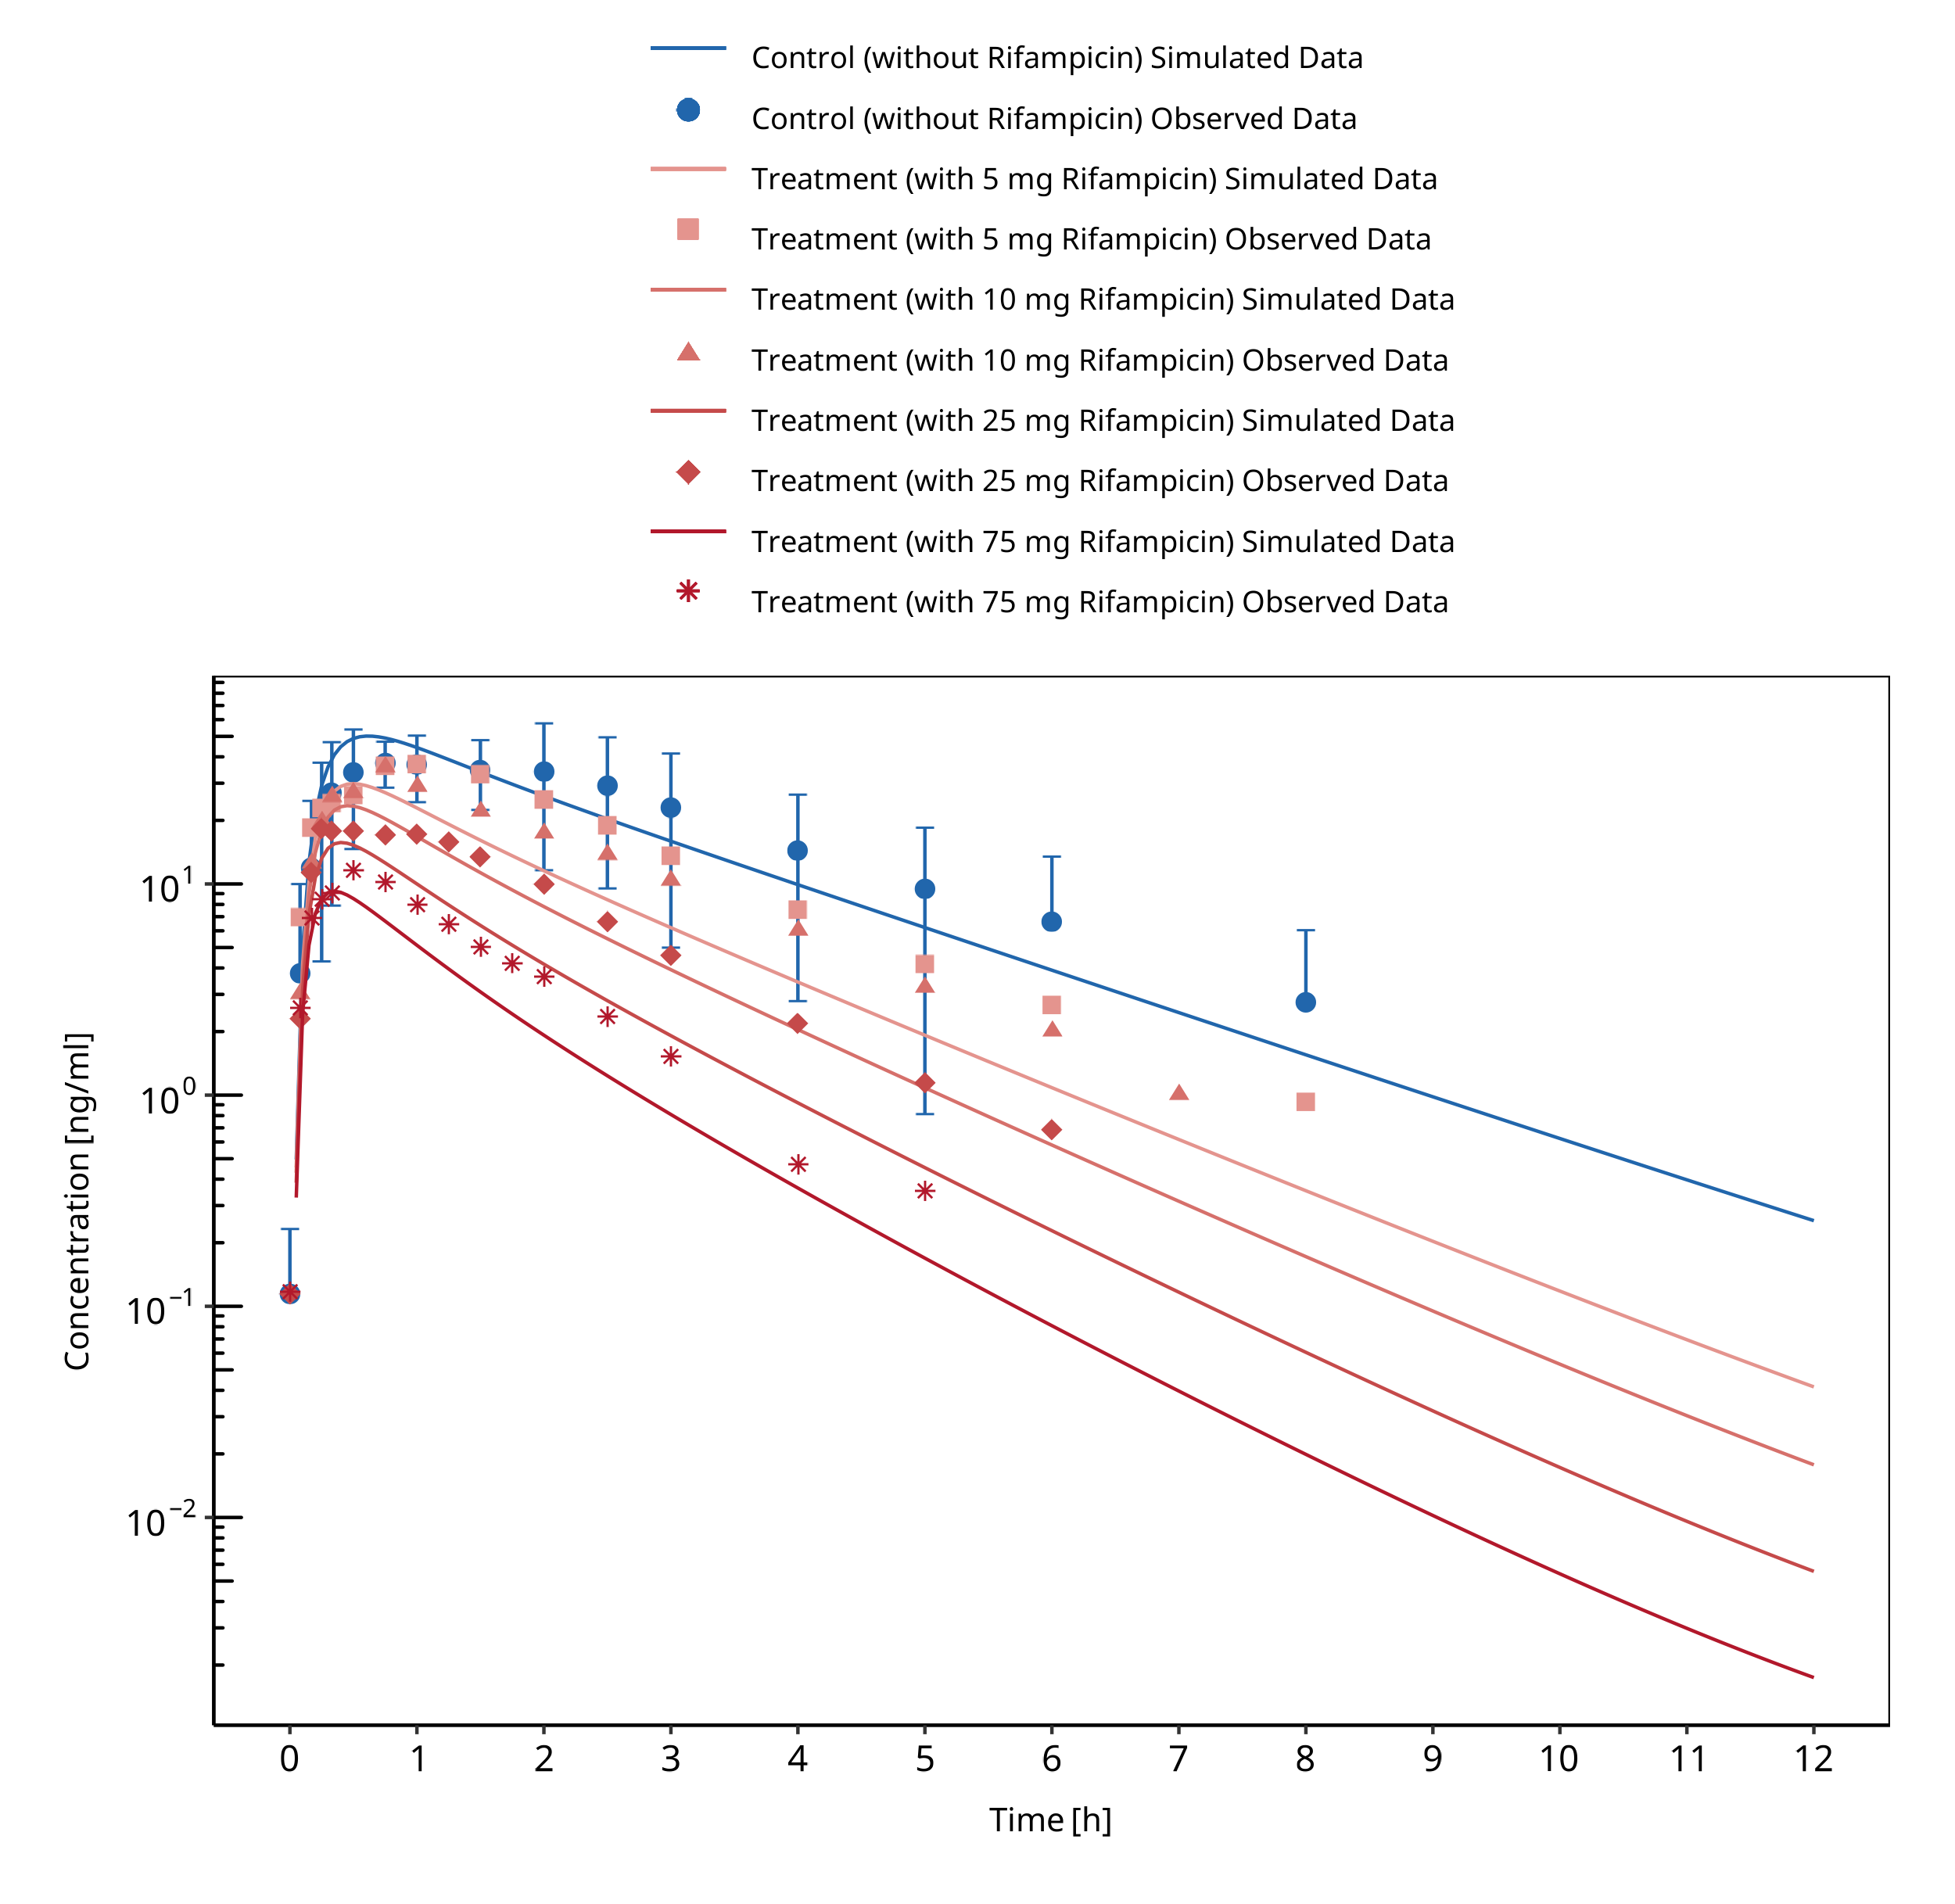 Control (without Rifampicin) Simulated Data
Control (without Rifampicin) Observed Data
Treatment (with 5 mg Rifampicin) Simulated Data
Treatment (with 5 mg Rifampicin) Observed Data
Treatment (with 10 mg Rifampicin) Simulated Data
Treatment (with 10 mg Rifampicin) Observed Data
Treatment (with 25 mg Rifampicin) Simulated Data
Treatment (with 25 mg Rifampicin) Observed Data
Treatment (with 75 mg Rifampicin) Simulated Data
Treatment (with 75 mg Rifampicin) Observed Data
Concentration [ng/ml]
10¹
10⁰
10⁻¹
10⁻²
0 1 2 3 4 5 6 7 8 9 10 11 12
Time [h]